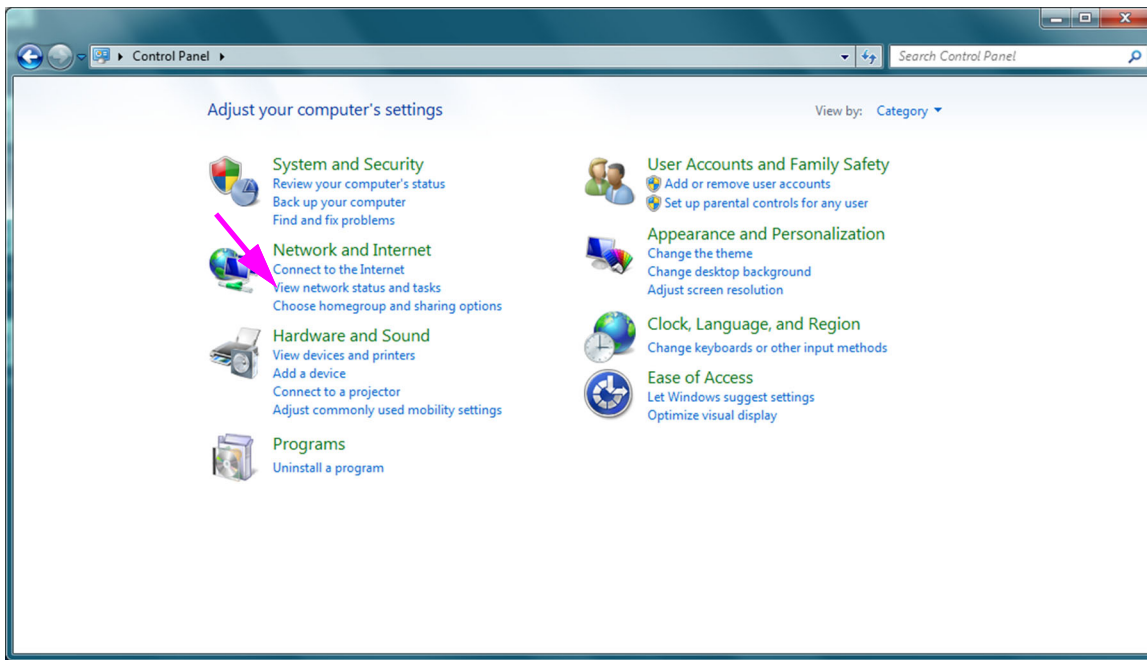 Control Panel
Search Control Panel
Adjust your computer's settings
View by: Category
System and Security
Review your computer's status
Back up your computer
Find and fix problems
Network and Internet
Connect to the Internet
View network status and tasks
Choose homegroup and sharing options
Hardware and Sound
View devices and printers
Add a device
Connect to a projector
Adjust commonly used mobility settings
Programs
Uninstall a program
User Accounts and Family Safety
Add or remove user accounts
Set up parental controls for any user
Appearance and Personalization
Change the theme
Change desktop background
Adjust screen resolution
Clock, Language, and Region
Change keyboards or other input methods
Ease of Access
Let Windows suggest settings
Optimize visual display